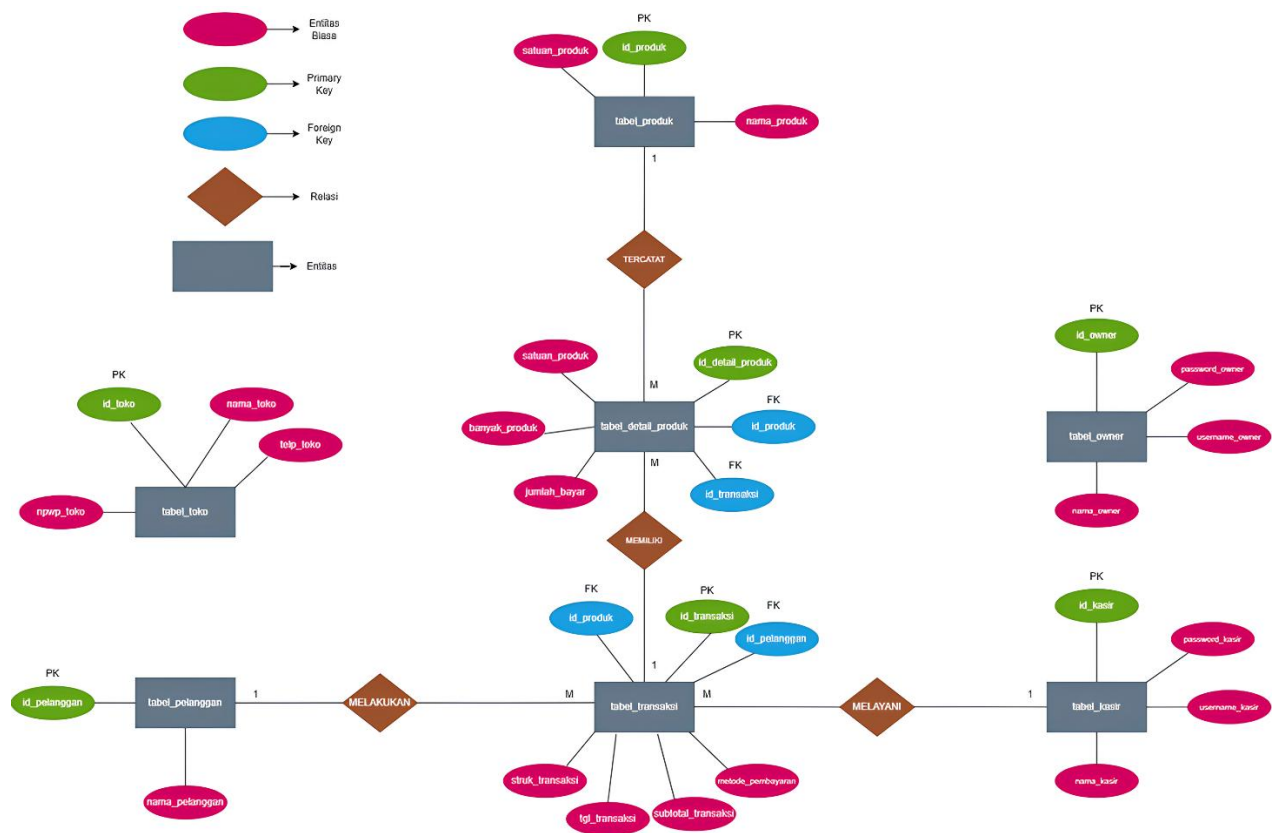 Entitas
Biasa
Primary
Key
Foreign
Key
Relasi
Entitas
PK
id_produk
satuan_produk
nama_produk
tabel_produk
1
TERCATAT
M
satuan_produk
PK
id_detail_produk
banyak_produk
tabel_detail_produk
FK
id_produk
jumlah_bayar
M
FK
id_transaksi
MEMILIKI
PK
id_toko
nama_toko
telp_toko
npwp_toko
tabel_toko
PK
id_owner
password_owner
tabel_owner
username_owner
nama_owner
FK
id_produk
PK
id_transaksi
FK
id_pelanggan
1
PK
id_pelanggan
tabel_pelanggan
1
MELAKUKAN
M
tabel_transaksi
M
MELAYANI
1
tabel_kasir
PK
id_kasir
password_kasir
username_kasir
nama_kasir
nama_pelanggan
struk_transaksi
tgl_transaksi
subtotal_transaksi
metode_pembayaran